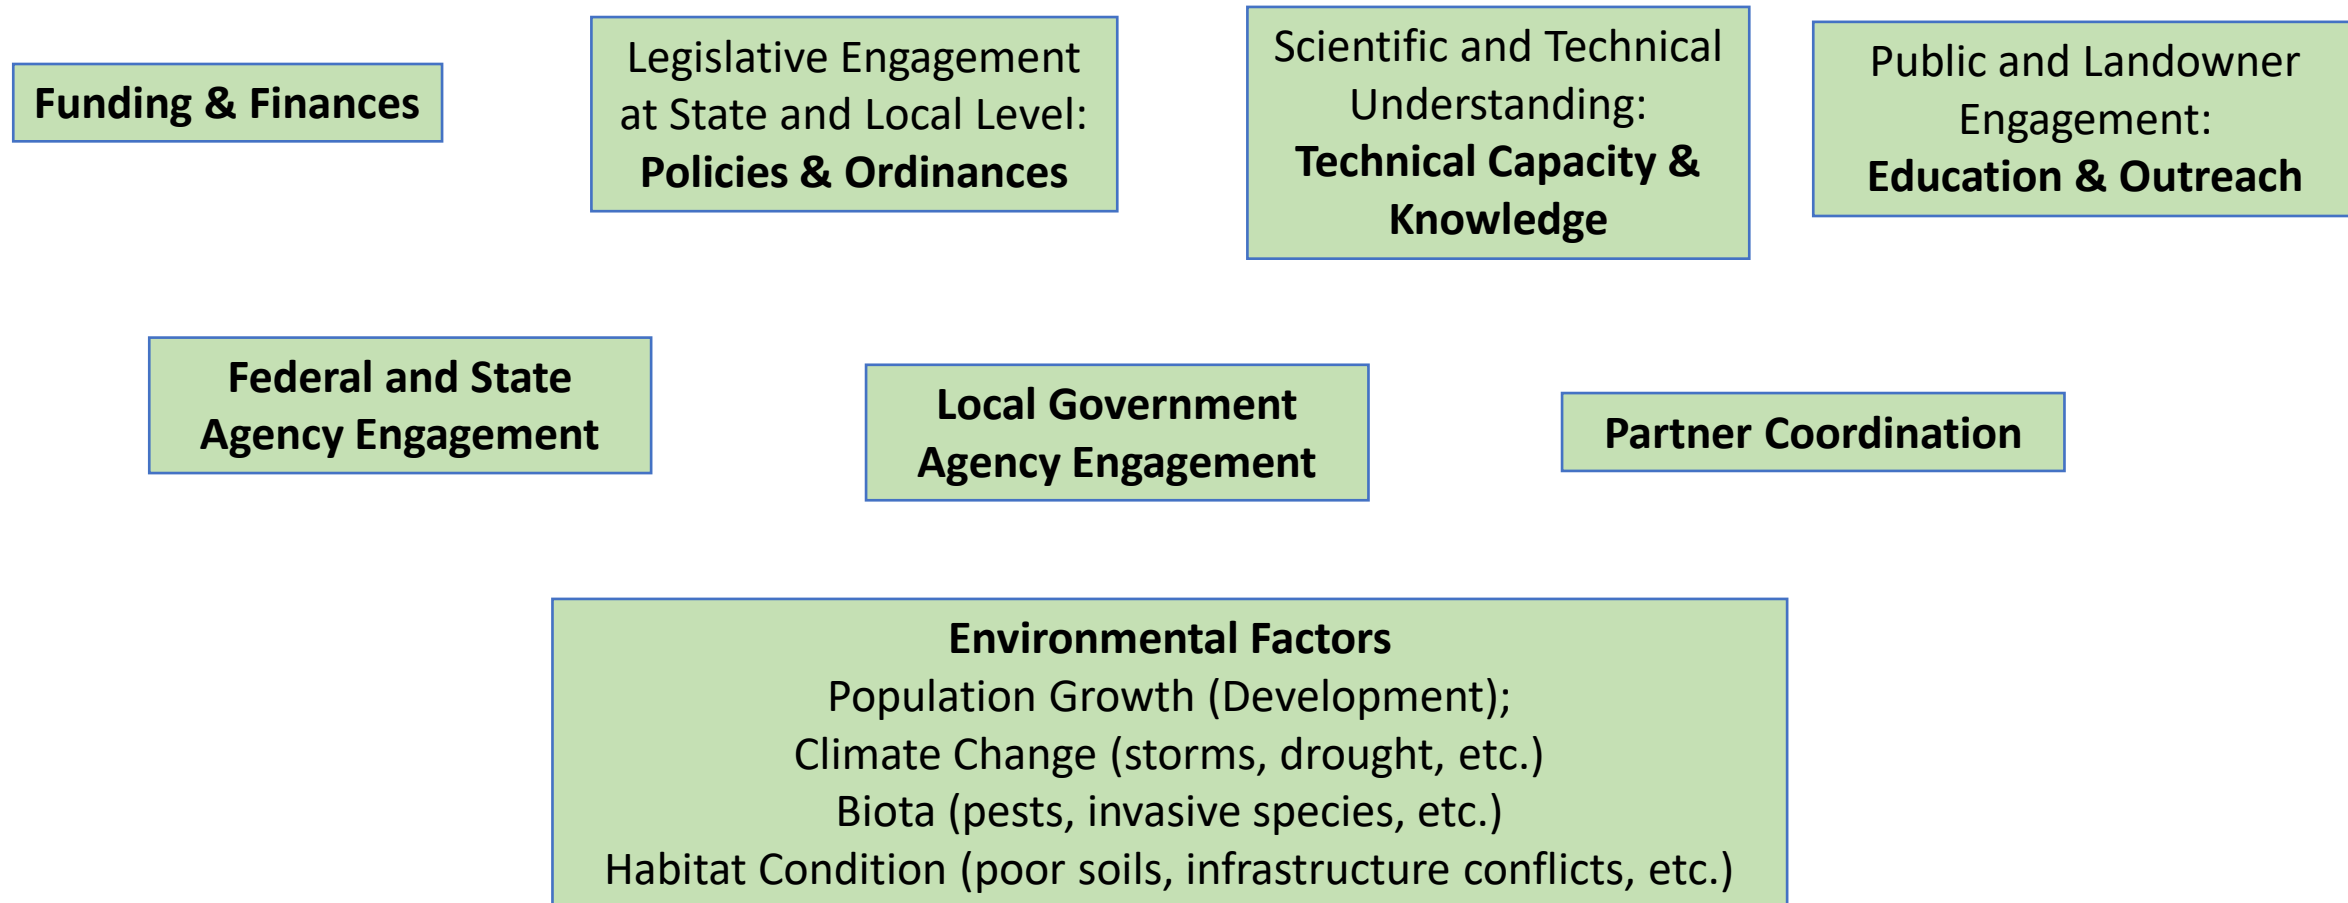 Funding & Finances
Legislative Engagement
at State and Local Level:
Policies & Ordinances
Scientific and Technical
Understanding:
Technical Capacity &
Knowledge
Public and Landowner
Engagement:
Education & Outreach
Federal and State
Agency Engagement
Local Government
Agency Engagement
Partner Coordination
Environmental Factors
Population Growth (Development);
Climate Change (storms, drought, etc.)
Biota (pests, invasive species, etc.)
Habitat Condition (poor soils, infrastructure conflicts, etc.)